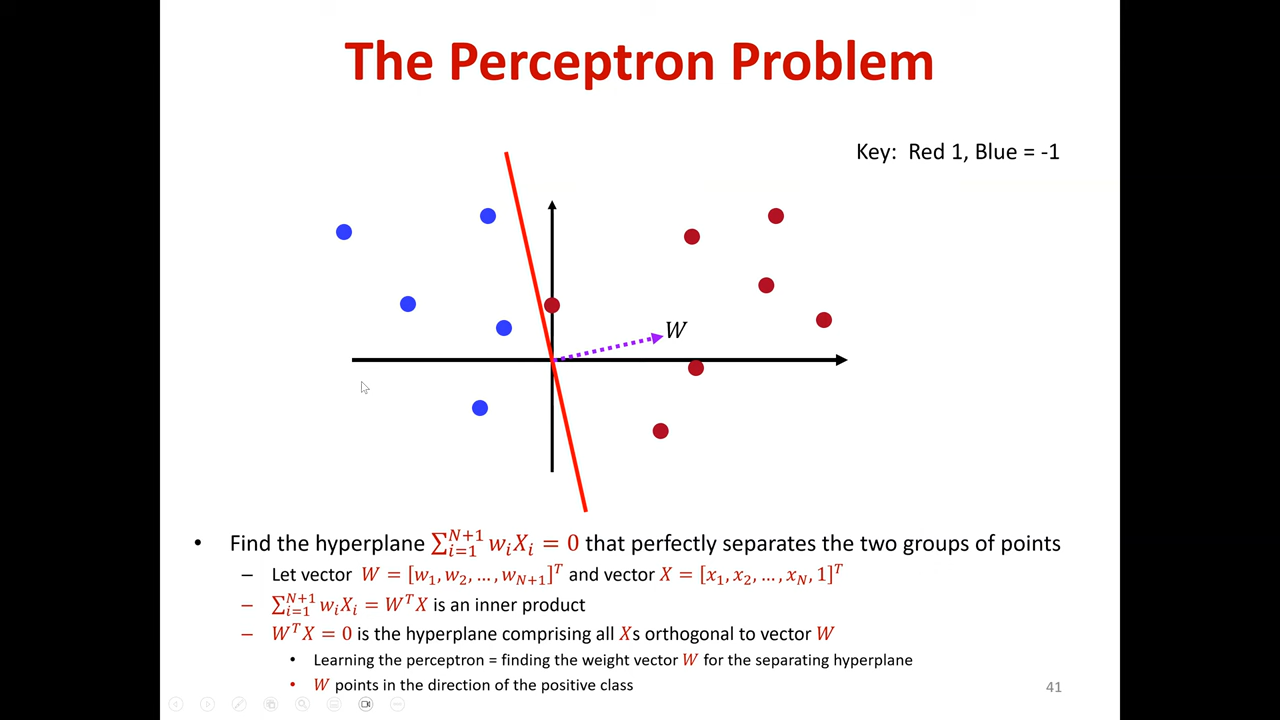 The Perceptron Problem
Key: Red 1, Blue = -1
W
• Find the hyperplane ∑_{i=1}^{N+1} w_i X_i = 0 that perfectly separates the two groups of points
– Let vector W = [w_1, w_2, …, w_{N+1}]^T and vector X = [x_1, x_2, …, x_N, 1]^T
– ∑_{i=1}^{N+1} w_i X_i = W^T X is an inner product
– W^T X = 0 is the hyperplane comprising all Xs orthogonal to vector W
• Learning the perceptron = finding the weight vector W for the separating hyperplane
• W points in the direction of the positive class
41